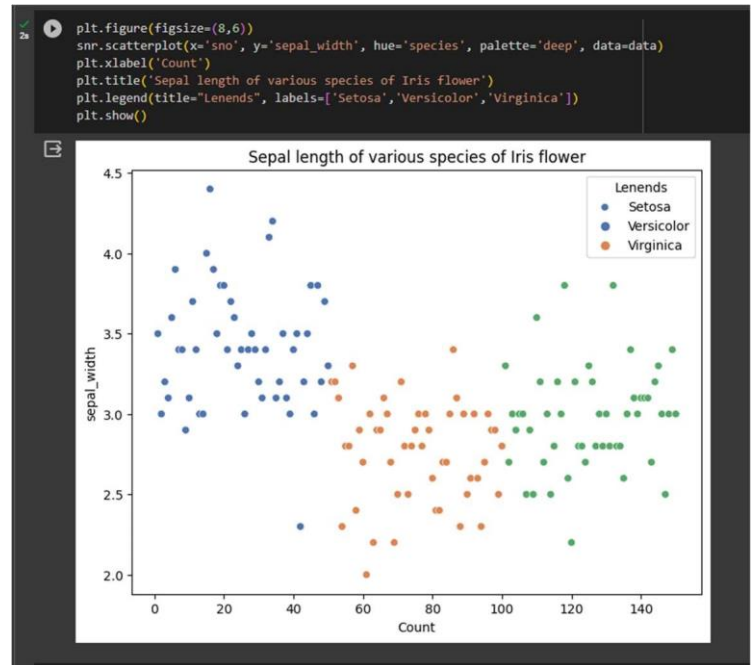 2s
plt.figure(figsize=(8,6))
snr.scatterplot(x='sno', y='sepal_width', hue='species', palette='deep', data=data)
plt.xlabel('Count')
plt.title('Sepal length of various species of Iris flower')
plt.legend(title="Lenends", labels=['Setosa','Versicolor','Virginica'])
plt.show()
Sepal length of various species of Iris flower
Lenends
Setosa
Versicolor
Virginica
4.5
4.0
3.5
3.0
2.5
2.0
sepal_width
0 20 40 60 80 100 120 140
Count